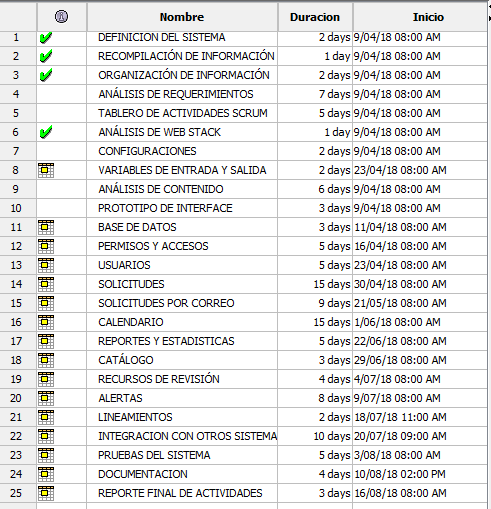 Nombre Duracion Inicio
1 DEFINICION DEL SISTEMA 2 days 9/04/18 08:00 AM
2 RECOMPILACIÓN DE INFORMACIÓN 1 day 9/04/18 08:00 AM
3 ORGANIZACIÓN DE INFORMACIÓN 2 days 9/04/18 08:00 AM
4 ANÁLISIS DE REQUERIMIENTOS 7 days 9/04/18 08:00 AM
5 TABLERO DE ACTIVIDADES SCRUM 5 days 9/04/18 08:00 AM
6 ANÁLISIS DE WEB STACK 1 day 9/04/18 08:00 AM
7 CONFIGURACIONES 2 days 9/04/18 08:00 AM
8 VARIABLES DE ENTRADA Y SALIDA 2 days 23/04/18 08:00 AM
9 ANÁLISIS DE CONTENIDO 6 days 9/04/18 08:00 AM
10 PROTOTIPO DE INTERFACE 3 days 9/04/18 08:00 AM
11 BASE DE DATOS 3 days 11/04/18 08:00 AM
12 PERMISOS Y ACCESOS 5 days 16/04/18 08:00 AM
13 USUARIOS 5 days 23/04/18 08:00 AM
14 SOLICITUDES 15 days 30/04/18 08:00 AM
15 SOLICITUDES POR CORREO 9 days 21/05/18 08:00 AM
16 CALENDARIO 15 days 1/06/18 08:00 AM
17 REPORTES Y ESTADISTICAS 5 days 22/06/18 08:00 AM
18 CATÁLOGO 3 days 29/06/18 08:00 AM
19 RECURSOS DE REVISIÓN 4 days 4/07/18 08:00 AM
20 ALERTAS 8 days 9/07/18 08:00 AM
21 LINEAMIENTOS 2 days 18/07/18 11:00 AM
22 INTEGRACION CON OTROS SISTEMA 10 days 20/07/18 09:00 AM
23 PRUEBAS DEL SISTEMA 5 days 3/08/18 08:00 AM
24 DOCUMENTACION 4 days 10/08/18 02:00 PM
25 REPORTE FINAL DE ACTIVIDADES 3 days 16/08/18 08:00 AM